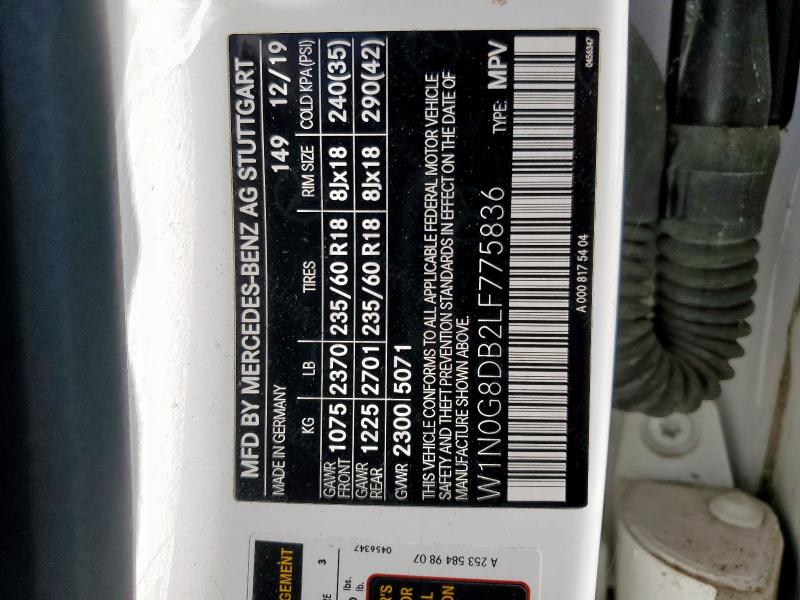 MFD BY MERCEDES-BENZ AG STUTTGART
MADE IN GERMANY 149 12/19
KG LB TIRES RIM SIZE COLD KPA(PSI)
GAWR FRONT 1075 2370 235/60 R18 8Jx18 240(35)
GAWR REAR 1225 2701 235/60 R18 8Jx18 290(42)
GVWR 2300 5071
THIS VEHICLE CONFORMS TO ALL APPLICABLE FEDERAL MOTOR VEHICLE
SAFETY AND THEFT PREVENTION STANDARDS IN EFFECT ON THE DATE OF
MANUFACTURE SHOWN ABOVE.
W1N0G8DB2LF775836 TYPE: MPV
A 000 817 54 04
0456347
GEMENT
3
lbs.
lb.
0456347
A 253 584 98 07